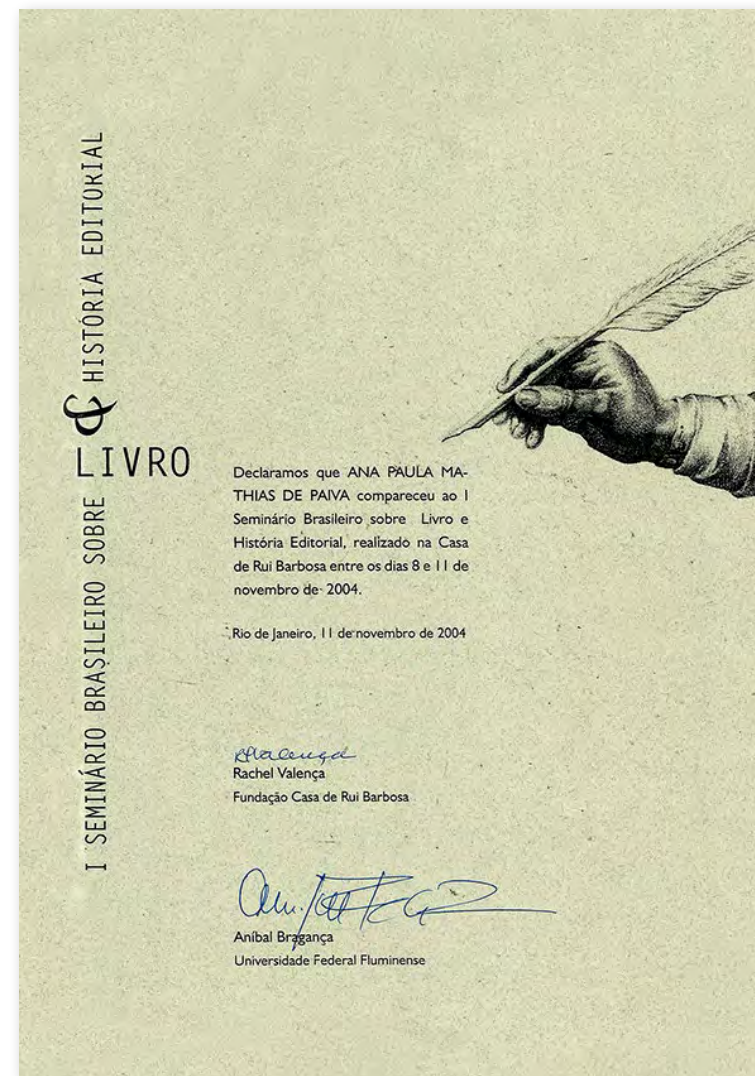 I SEMINÁRIO BRASILEIRO SOBRE LIVRO & HISTÓRIA EDITORIAL
Declaramos que ANA PAULA MA-
THIAS DE PAIVA compareceu ao I
Seminário Brasileiro sobre Livro e
História Editorial, realizado na Casa
de Rui Barbosa entre os dias 8 e 11 de
novembro de 2004.
Rio de Janeiro, 11 de novembro de 2004
RValença
Rachel Valença
Fundação Casa de Rui Barbosa
Aníbal Bragança
Universidade Federal Fluminense